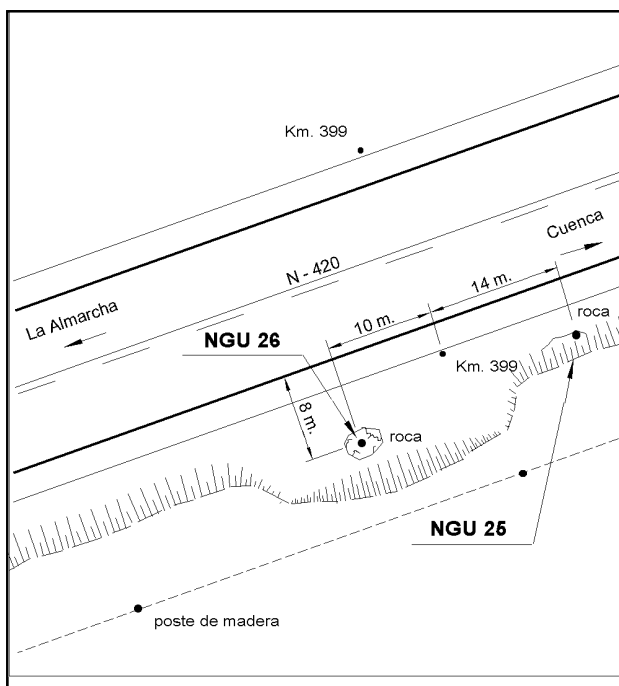 Km. 399
Cuenca
N - 420
14 m.
La Almarcha
10 m.
roca
NGU 26
Km. 399
8 m.
roca
NGU 25
poste de madera